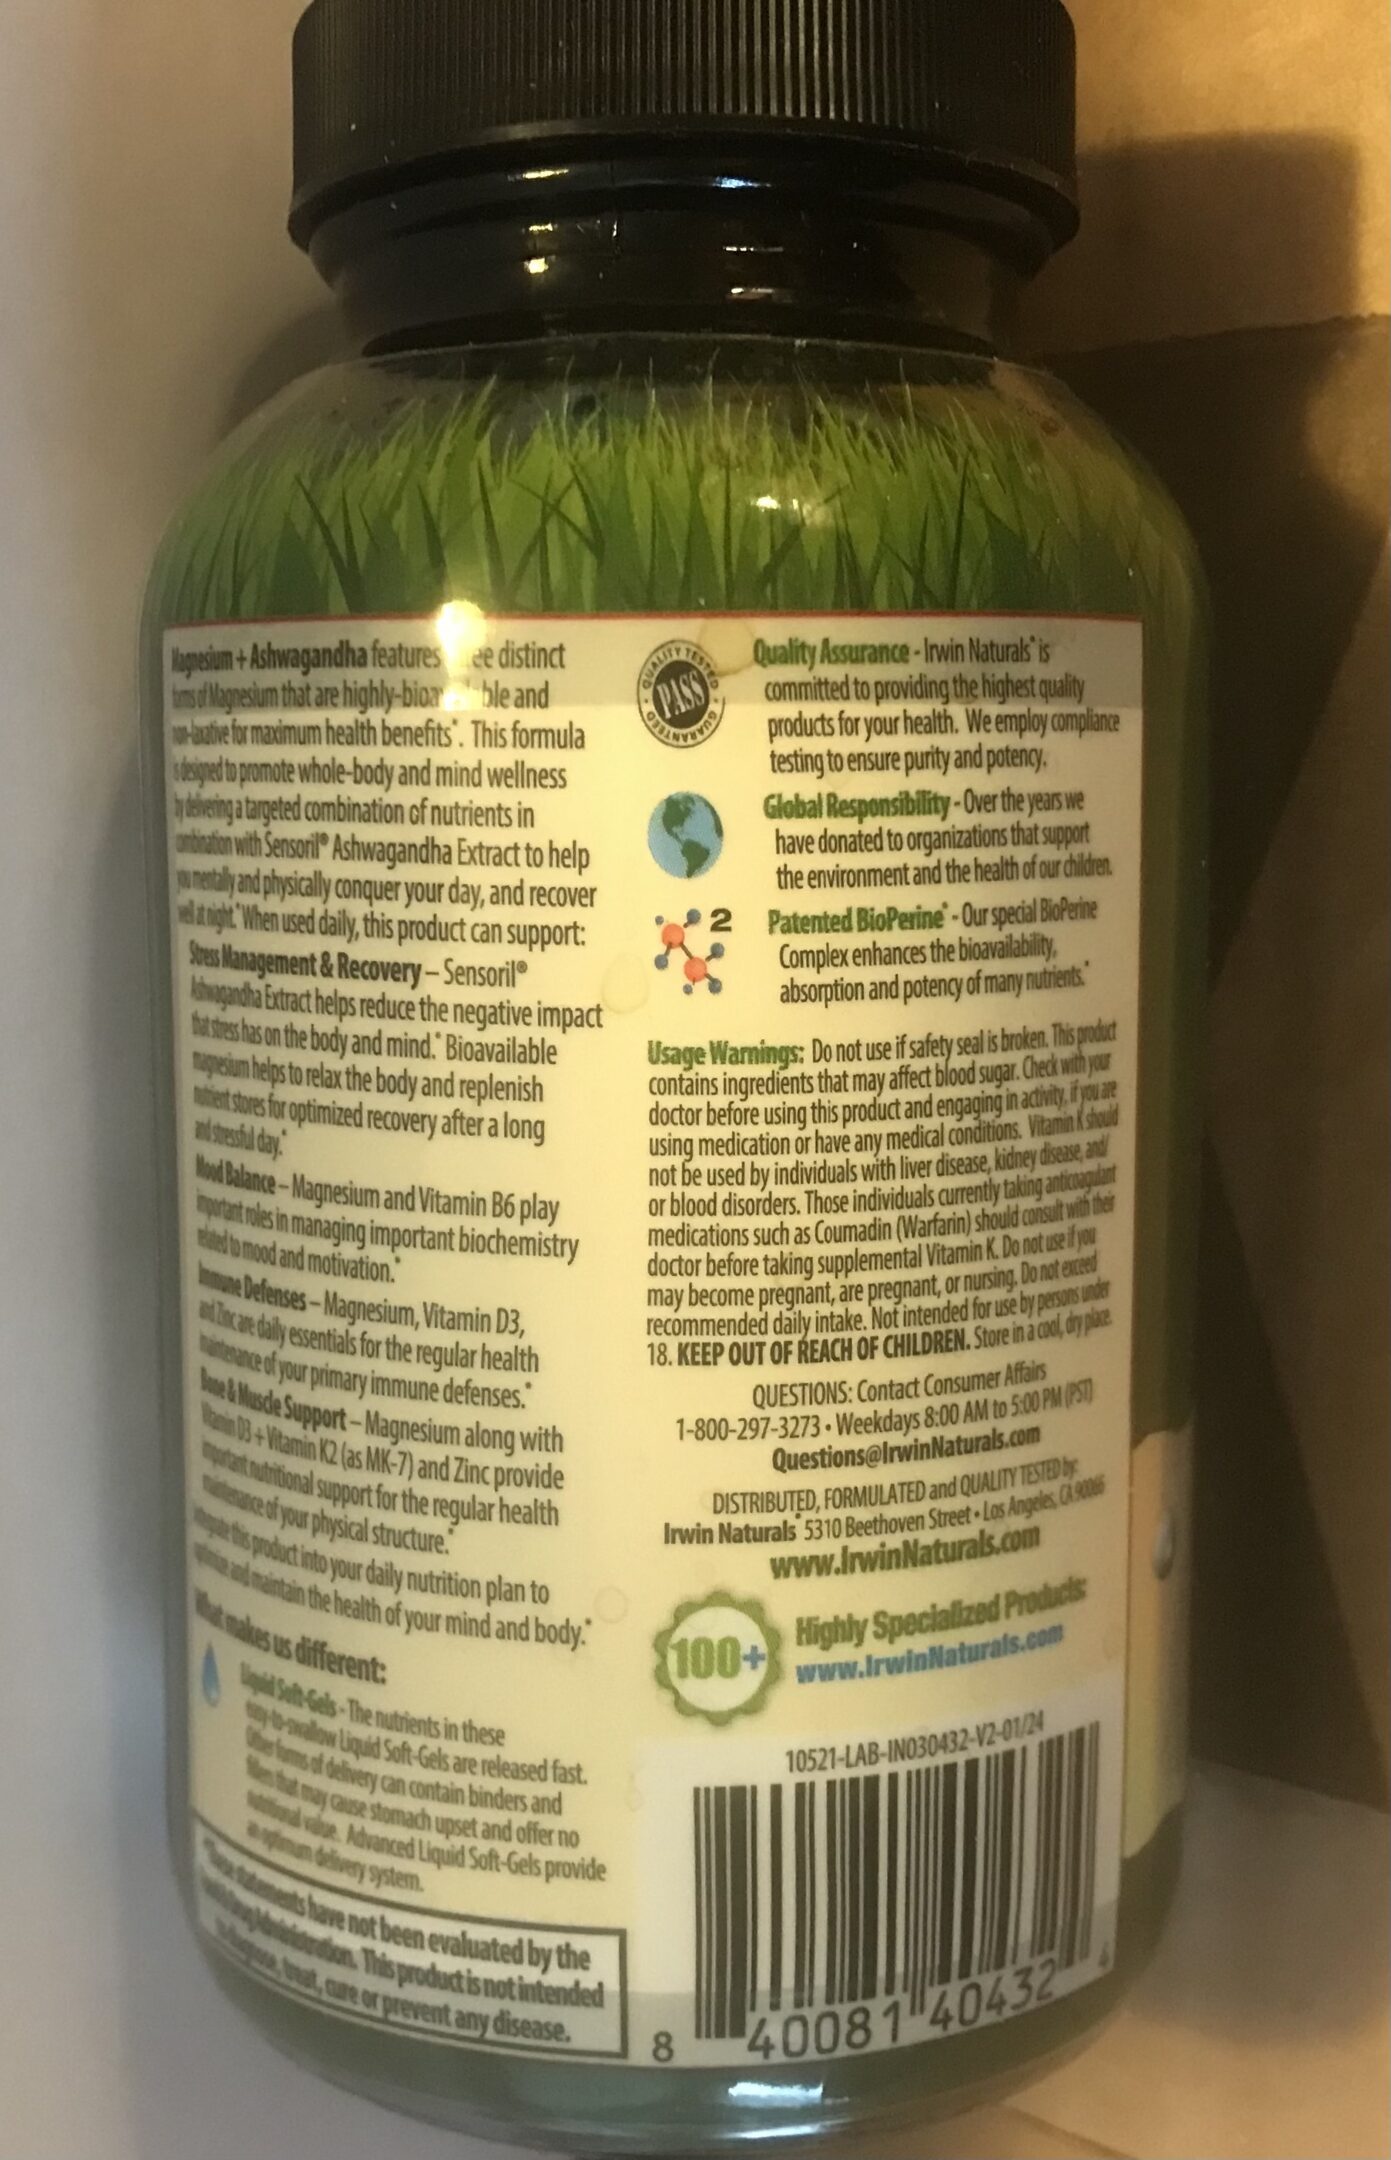 Magnesium + Ashwagandha features ee distinct
forms of Magnesium that are highly-bioa ble and
non-laxative for maximum health benefits*. This formula
is designed to promote whole-body and mind wellness
by delivering a targeted combination of nutrients in
combination with Sensoril® Ashwagandha Extract to help
you mentally and physically conquer your day, and recover
well at night.* When used daily, this product can support:
Stress Management & Recovery – Sensoril®
Ashwagandha Extract helps reduce the negative impact
that stress has on the body and mind.* Bioavailable
magnesium helps to relax the body and replenish
nutrient stores for optimized recovery after a long
and stressful day.*
Mood Balance – Magnesium and Vitamin B6 play
important roles in managing important biochemistry
related to mood and motivation.*
Immune Defenses – Magnesium, Vitamin D3,
and Zinc are daily essentials for the regular health
maintenance of your primary immune defenses.*
Bone & Muscle Support – Magnesium along with
Vitamin D3 + Vitamin K2 (as MK-7) and Zinc provide
important nutritional support for the regular health
maintenance of your physical structure.*
Integrate this product into your daily nutrition plan to
optimize and maintain the health of your mind and body.*
What makes us different:
Liquid Soft-Gels - The nutrients in these
easy-to-swallow Liquid Soft-Gels are released fast.
Other forms of delivery can contain binders and
fillers that may cause stomach upset and offer no
nutritional value. Advanced Liquid Soft-Gels provide
an optimum delivery system.
*These statements have not been evaluated by the
Food & Drug Administration. This product is not intended
to diagnose, treat, cure or prevent any disease.
QUALITY TESTED
PASS
GUARANTEED
Quality Assurance - Irwin Naturals® is
committed to providing the highest quality
products for your health. We employ compliance
testing to ensure purity and potency.
Global Responsibility - Over the years we
have donated to organizations that support
the environment and the health of our children.
2
Patented BioPerine® - Our special BioPerine
Complex enhances the bioavailability,
absorption and potency of many nutrients.*
Usage Warnings: Do not use if safety seal is broken. This product
contains ingredients that may affect blood sugar. Check with your
doctor before using this product and engaging in activity, if you are
using medication or have any medical conditions. Vitamin K should
not be used by individuals with liver disease, kidney disease, and/
or blood disorders. Those individuals currently taking anticoagulant
medications such as Coumadin (Warfarin) should consult with their
doctor before taking supplemental Vitamin K. Do not use if you
may become pregnant, are pregnant, or nursing. Do not exceed
recommended daily intake. Not intended for use by persons under
18. KEEP OUT OF REACH OF CHILDREN. Store in a cool, dry place.
QUESTIONS: Contact Consumer Affairs
1-800-297-3273 • Weekdays 8:00 AM to 5:00 PM (PST)
Questions@IrwinNaturals.com
DISTRIBUTED, FORMULATED and QUALITY TESTED by:
Irwin Naturals® 5310 Beethoven Street • Los Angeles, CA 90066
www.IrwinNaturals.com
100+
Highly Specialized Products:
www.IrwinNaturals.com
10521-LAB-IN030432-V2-01/24
8 40081 40432 4